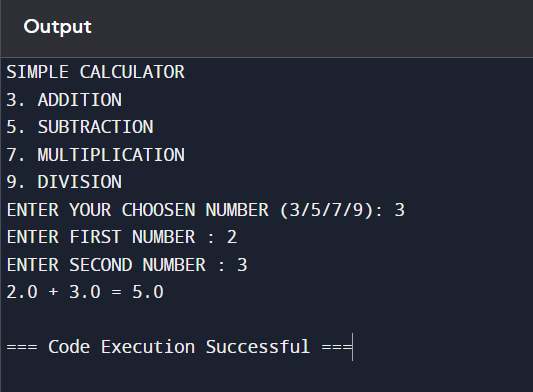 Output
SIMPLE CALCULATOR
3. ADDITION
5. SUBTRACTION
7. MULTIPLICATION
9. DIVISION
ENTER YOUR CHOOSEN NUMBER (3/5/7/9): 3
ENTER FIRST NUMBER : 2
ENTER SECOND NUMBER : 3
2.0 + 3.0 = 5.0
=== Code Execution Successful ===